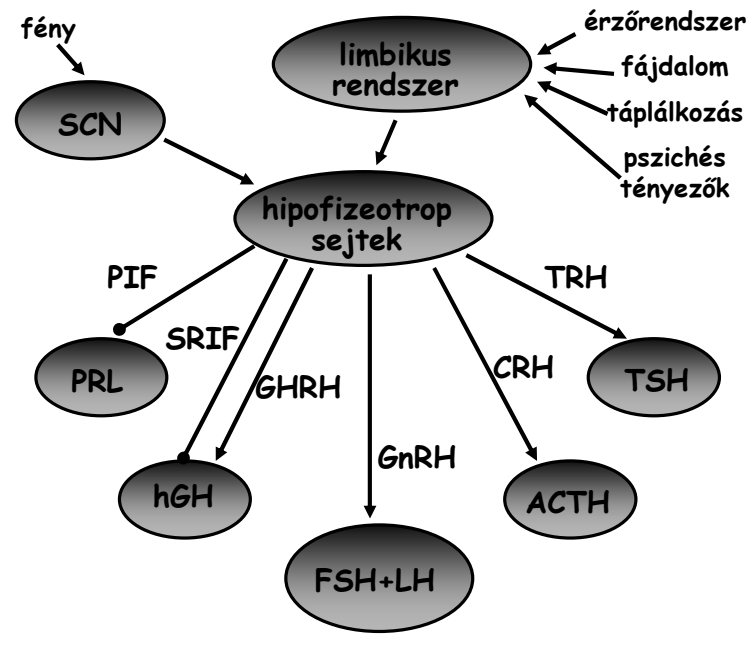 fény
érzőrendszer
limbikus
rendszer
fájdalom
táplálkozás
SCN
pszichés
tényezők
hipofizeotrop
sejtek
PIF
TRH
SRIF
PRL
GHRH
CRH
TSH
GnRH
hGH
ACTH
FSH+LH